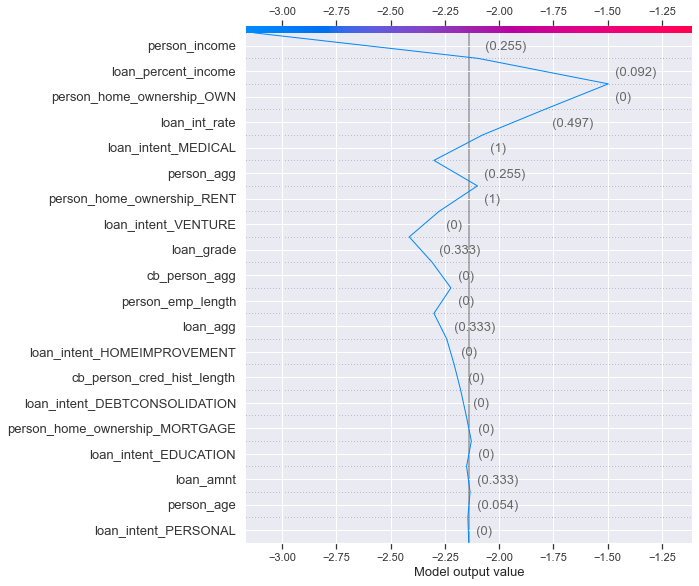 −3.00 −2.75 −2.50 −2.25 −2.00 −1.75 −1.50 −1.25
person_income (0.255)
loan_percent_income (0.092)
person_home_ownership_OWN (0)
loan_int_rate (0.497)
loan_intent_MEDICAL (1)
person_agg (0.255)
person_home_ownership_RENT (1)
loan_intent_VENTURE (0)
loan_grade (0.333)
cb_person_agg (0)
person_emp_length (0)
loan_agg (0.333)
loan_intent_HOMEIMPROVEMENT (0)
cb_person_cred_hist_length (0)
loan_intent_DEBTCONSOLIDATION (0)
person_home_ownership_MORTGAGE (0)
loan_intent_EDUCATION (0)
loan_amnt (0.333)
person_age (0.054)
loan_intent_PERSONAL (0)
−3.00 −2.75 −2.50 −2.25 −2.00 −1.75 −1.50 −1.25
Model output value